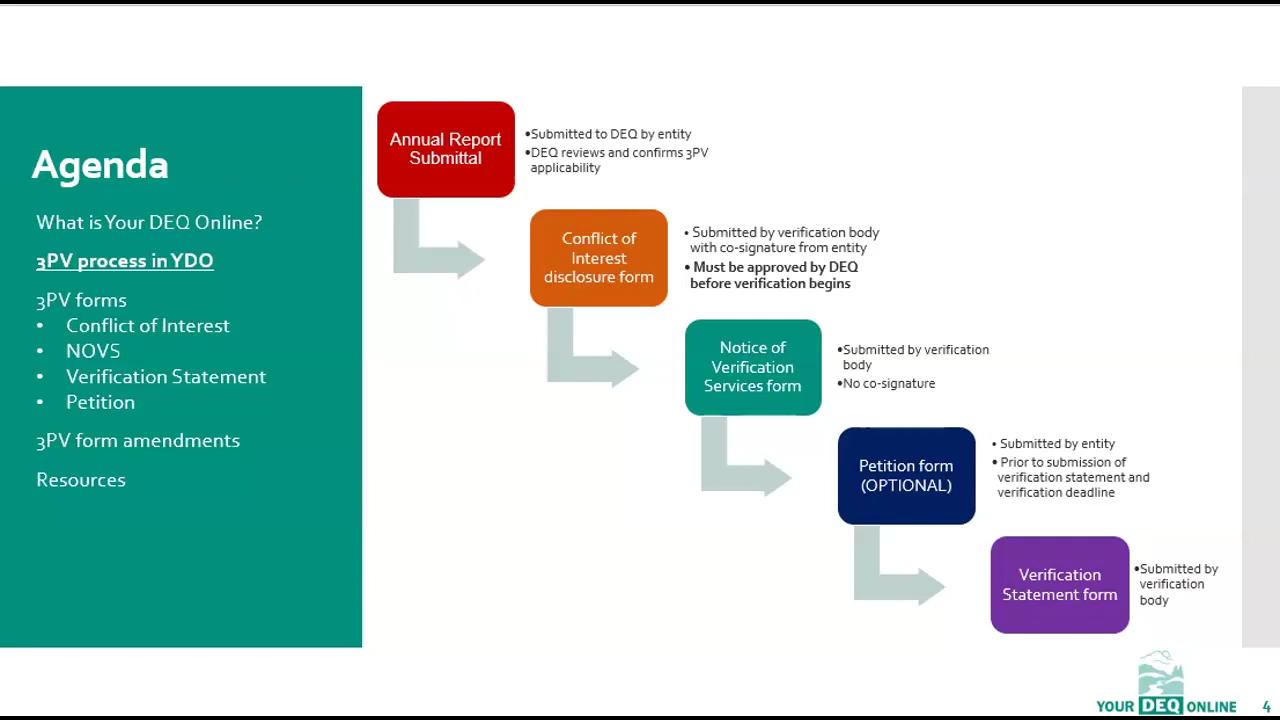 Agenda
What is Your DEQ Online?
3PV process in YDO
3PV forms
• Conflict of Interest
• NOVS
• Verification Statement
• Petition
3PV form amendments
Resources
Annual Report
Submittal
•Submitted to DEQ by entity
•DEQ reviews and confirms 3PV
applicability
Conflict of
Interest
disclosure form
• Submitted by verification body
with co-signature from entity
• Must be approved by DEQ
before verification begins
Notice of
Verification
Services form
•Submitted by verification
body
•No co-signature
Petition form
(OPTIONAL)
• Submitted by entity
• Prior to submission of
verification statement and
verification deadline
Verification
Statement form
•Submitted by
verification
body
YOUR DEQ ONLINE
4